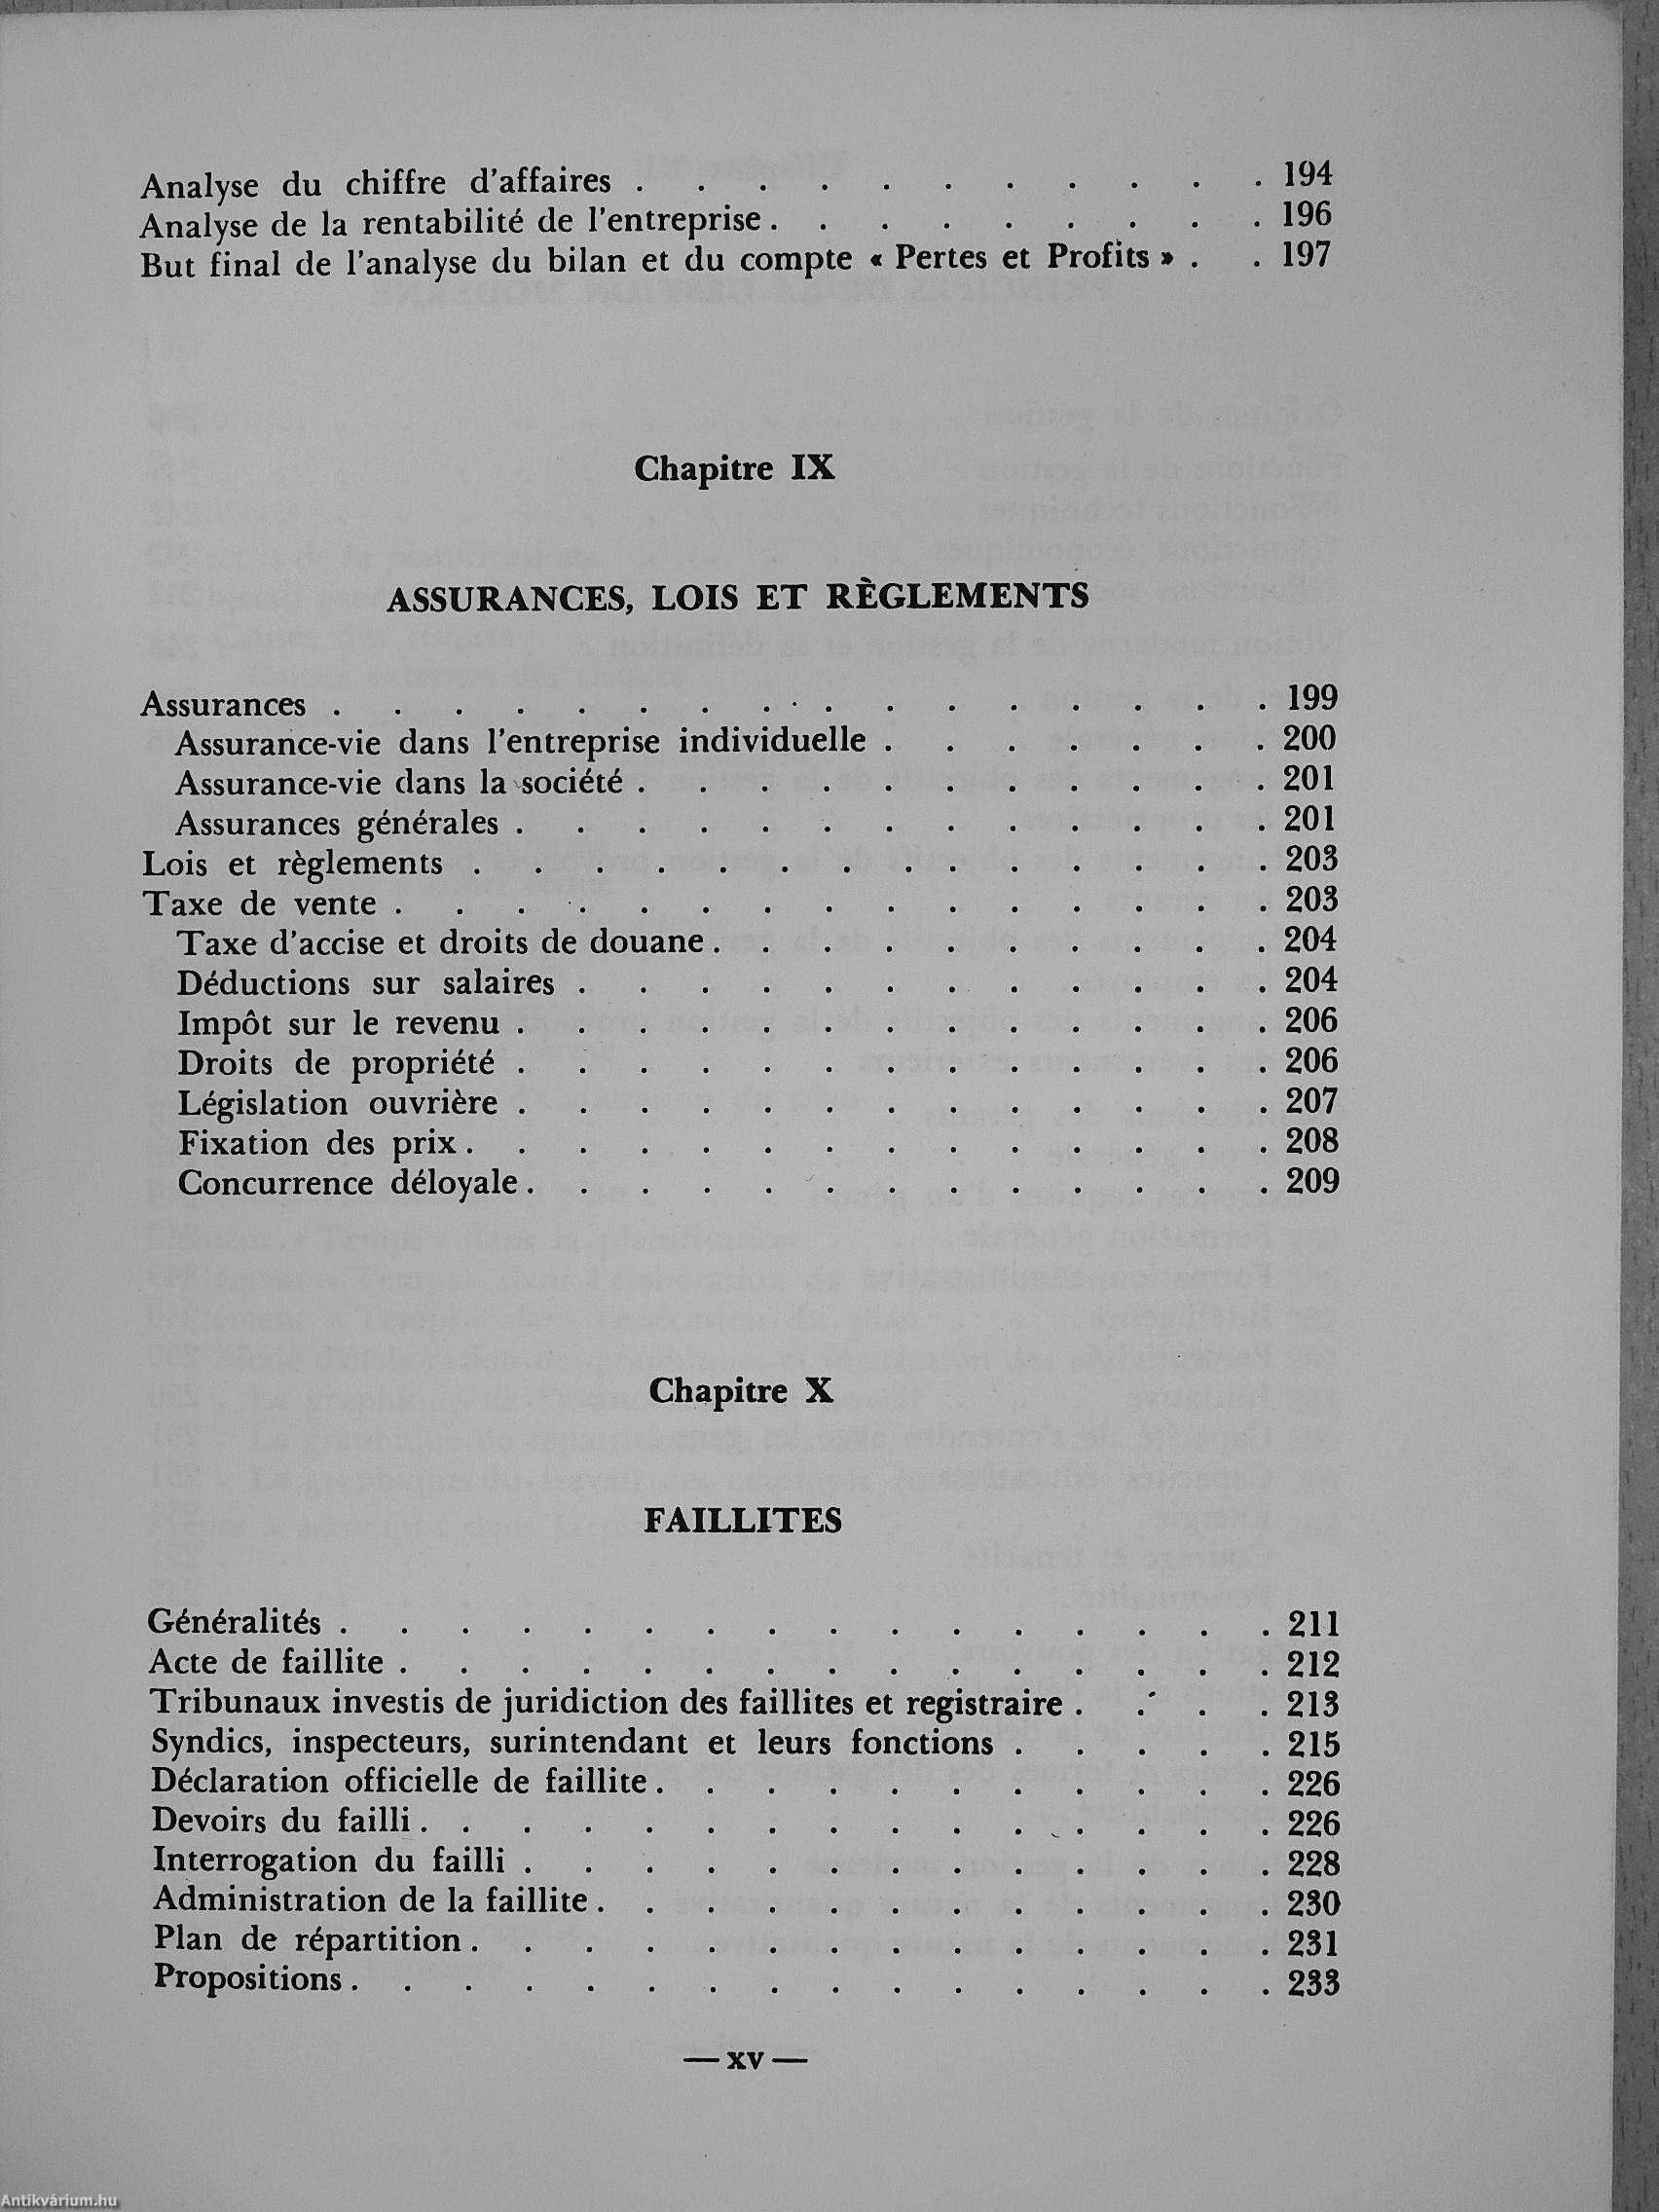 Analyse du chiffre d'affaires . . . . . . . . . . . 194
Analyse de la rentabilité de l'entreprise . . . . . . . . . 196
But final de l'analyse du bilan et du compte « Pertes et Profits » . . 197
Chapitre IX
ASSURANCES, LOIS ET RÈGLEMENTS
Assurances . . . . . . . . . . . . . . . . 199
Assurance-vie dans l'entreprise individuelle . . . . . . . 200
Assurance-vie dans la société . . . . . . . . . . . 201
Assurances générales . . . . . . . . . . . . . 201
Lois et règlements . . . . . . . . . . . . . . 203
Taxe de vente . . . . . . . . . . . . . . . 203
Taxe d'accise et droits de douane . . . . . . . . . . 204
Déductions sur salaires . . . . . . . . . . . . 204
Impôt sur le revenu . . . . . . . . . . . . . 206
Droits de propriété . . . . . . . . . . . . . 206
Législation ouvrière . . . . . . . . . . . . . 207
Fixation des prix . . . . . . . . . . . . . . 208
Concurrence déloyale . . . . . . . . . . . . . 209
Chapitre X
FAILLITES
Généralités . . . . . . . . . . . . . . . . 211
Acte de faillite . . . . . . . . . . . . . . . 212
Tribunaux investis de juridiction des faillites et registraire . . . . 213
Syndics, inspecteurs, surintendant et leurs fonctions . . . . . 215
Déclaration officielle de faillite . . . . . . . . . . . 226
Devoirs du failli . . . . . . . . . . . . . . . 226
Interrogation du failli . . . . . . . . . . . . . 228
Administration de la faillite . . . . . . . . . . . . 230
Plan de répartition . . . . . . . . . . . . . . 231
Propositions . . . . . . . . . . . . . . . . 233
— xv —
Antikvárium.hu